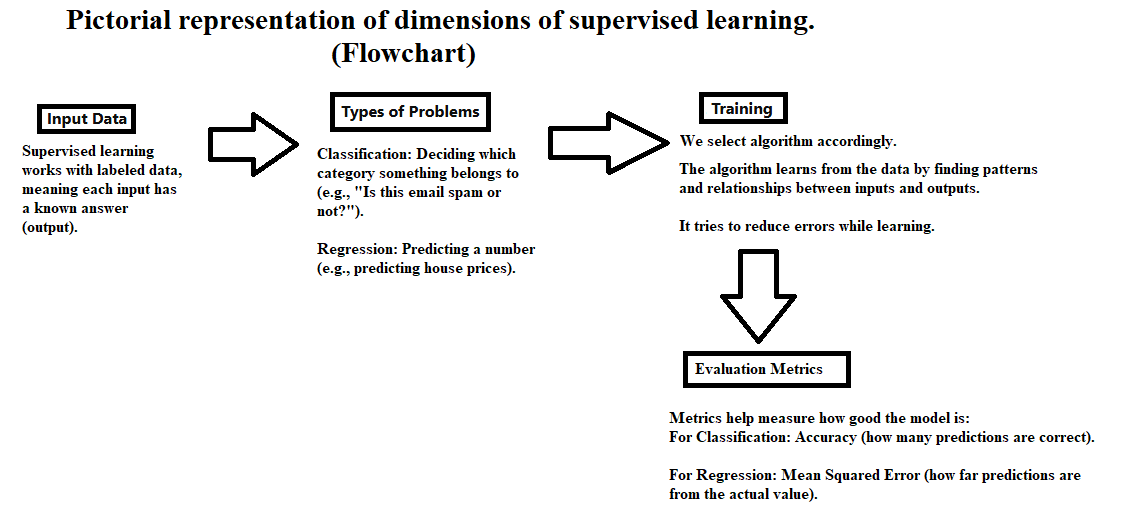 Pictorial representation of dimensions of supervised learning.
(Flowchart)
Input Data
Supervised learning
works with labeled data,
meaning each input has
a known answer
(output).
Types of Problems
Classification: Deciding which
category something belongs to
(e.g., "Is this email spam or
not?").
Regression: Predicting a number
(e.g., predicting house prices).
Training
We select algorithm accordingly.
The algorithm learns from the data by finding patterns
and relationships between inputs and outputs.
It tries to reduce errors while learning.
Evaluation Metrics
Metrics help measure how good the model is:
For Classification: Accuracy (how many predictions are correct).
For Regression: Mean Squared Error (how far predictions are
from the actual value).